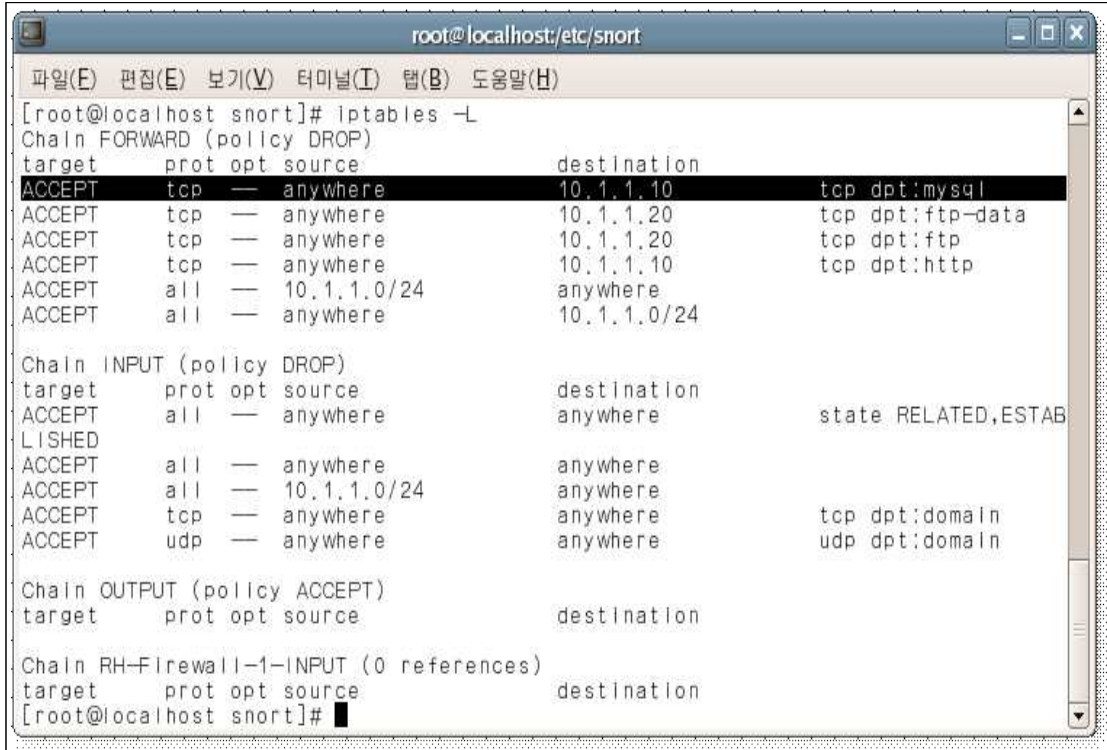 root@localhost:/etc/snort
파일(F) 편집(E) 보기(V) 터미널(T) 탭(B) 도움말(H)
[root@localhost snort]# iptables -L
Chain FORWARD (policy DROP)
target prot opt source destination
ACCEPT tcp -- anywhere 10.1.1.10 tcp dpt:mysql
ACCEPT tcp -- anywhere 10.1.1.20 tcp dpt:ftp-data
ACCEPT tcp -- anywhere 10.1.1.20 tcp dpt:ftp
ACCEPT tcp -- anywhere 10.1.1.10 tcp dpt:http
ACCEPT all -- 10.1.1.0/24 anywhere
ACCEPT all -- anywhere 10.1.1.0/24
Chain INPUT (policy DROP)
target prot opt source destination
ACCEPT all -- anywhere anywhere state RELATED,ESTAB
LISHED
ACCEPT all -- anywhere anywhere
ACCEPT all -- 10.1.1.0/24 anywhere
ACCEPT tcp -- anywhere anywhere tcp dpt:domain
ACCEPT udp -- anywhere anywhere udp dpt:domain
Chain OUTPUT (policy ACCEPT)
target prot opt source destination
Chain RH-Firewall-1-INPUT (0 references)
target prot opt source destination
[root@localhost snort]#